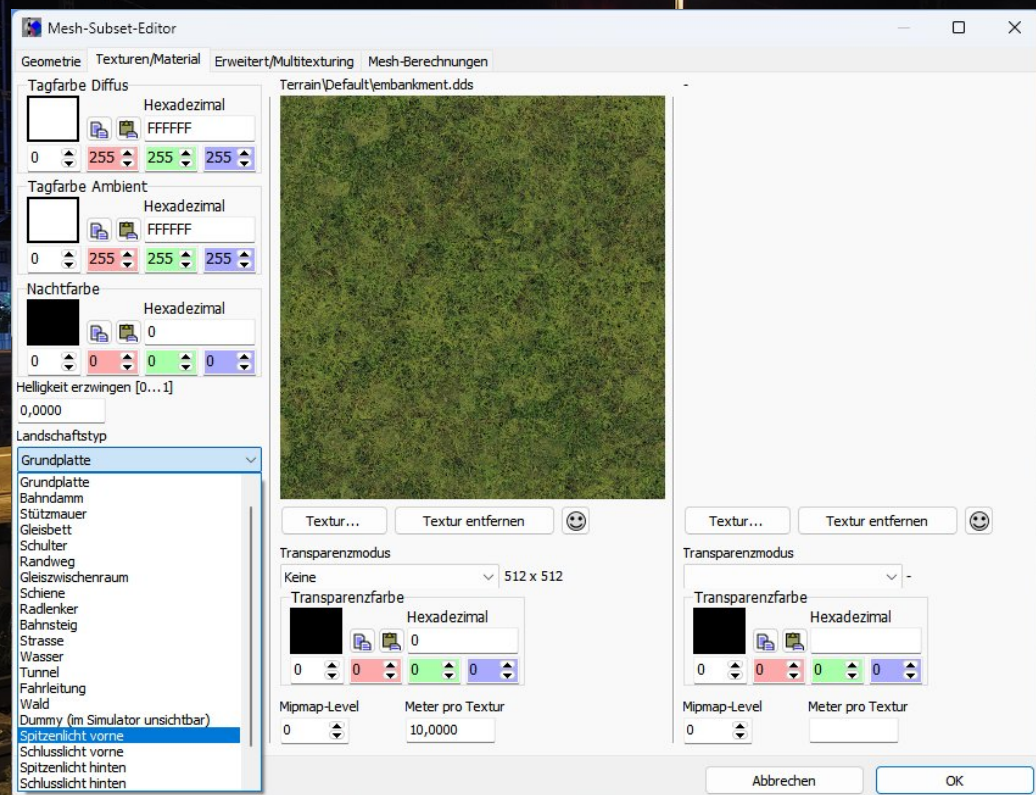 Mesh-Subset-Editor
Geometrie Texturen/Material Erweitert/Multitexturing Mesh-Berechnungen
Tagfarbe Diffus
Hexadezimal
FFFFFF
0 255 255 255
Tagfarbe Ambient
Hexadezimal
FFFFFF
0 255 255 255
Nachtfarbe
Hexadezimal
0
0 0 0 0
Helligkeit erzwingen [0...1]
0,0000
Landschaftstyp
Grundplatte
Grundplatte
Bahndamm
Stützmauer
Gleisbett
Schulter
Randweg
Gleiszwischenraum
Schiene
Radlenker
Bahnsteig
Strasse
Wasser
Tunnel
Fahrleitung
Wald
Dummy (im Simulator unsichtbar)
Spitzenlicht vorne
Schlusslicht vorne
Spitzenlicht hinten
Schlusslicht hinten
Terrain\Default\embankment.dds
Textur... Textur entfernen
Transparenzmodus
Keine 512 x 512
Transparenzfarbe
Hexadezimal
0
0 0 0 0
Mipmap-Level Meter pro Textur
0 10,0000
-
Textur... Textur entfernen
Transparenzmodus
-
Transparenzfarbe
Hexadezimal
0 0 0 0
Mipmap-Level Meter pro Textur
0
Abbrechen OK